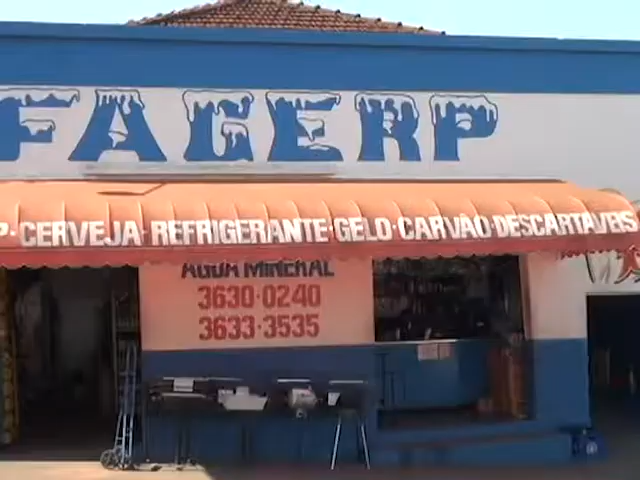 FAGERP
P·CERVEJA·REFRIGERANTE·GELO·CARVÃO·DESCARTÁVEIS
ÁGUA MINERAL
3630·0240
3633·3535